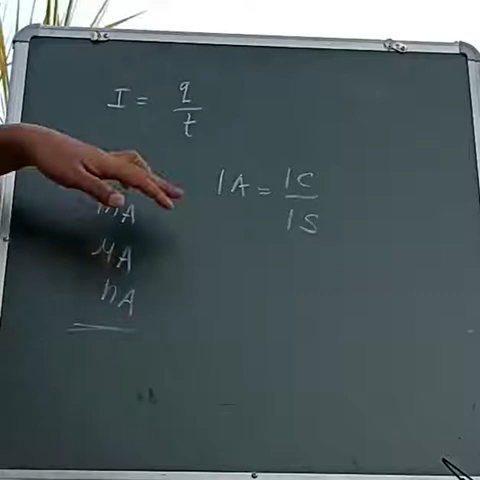 I = q/t
1A = 1C/1S
mA
μA
nA